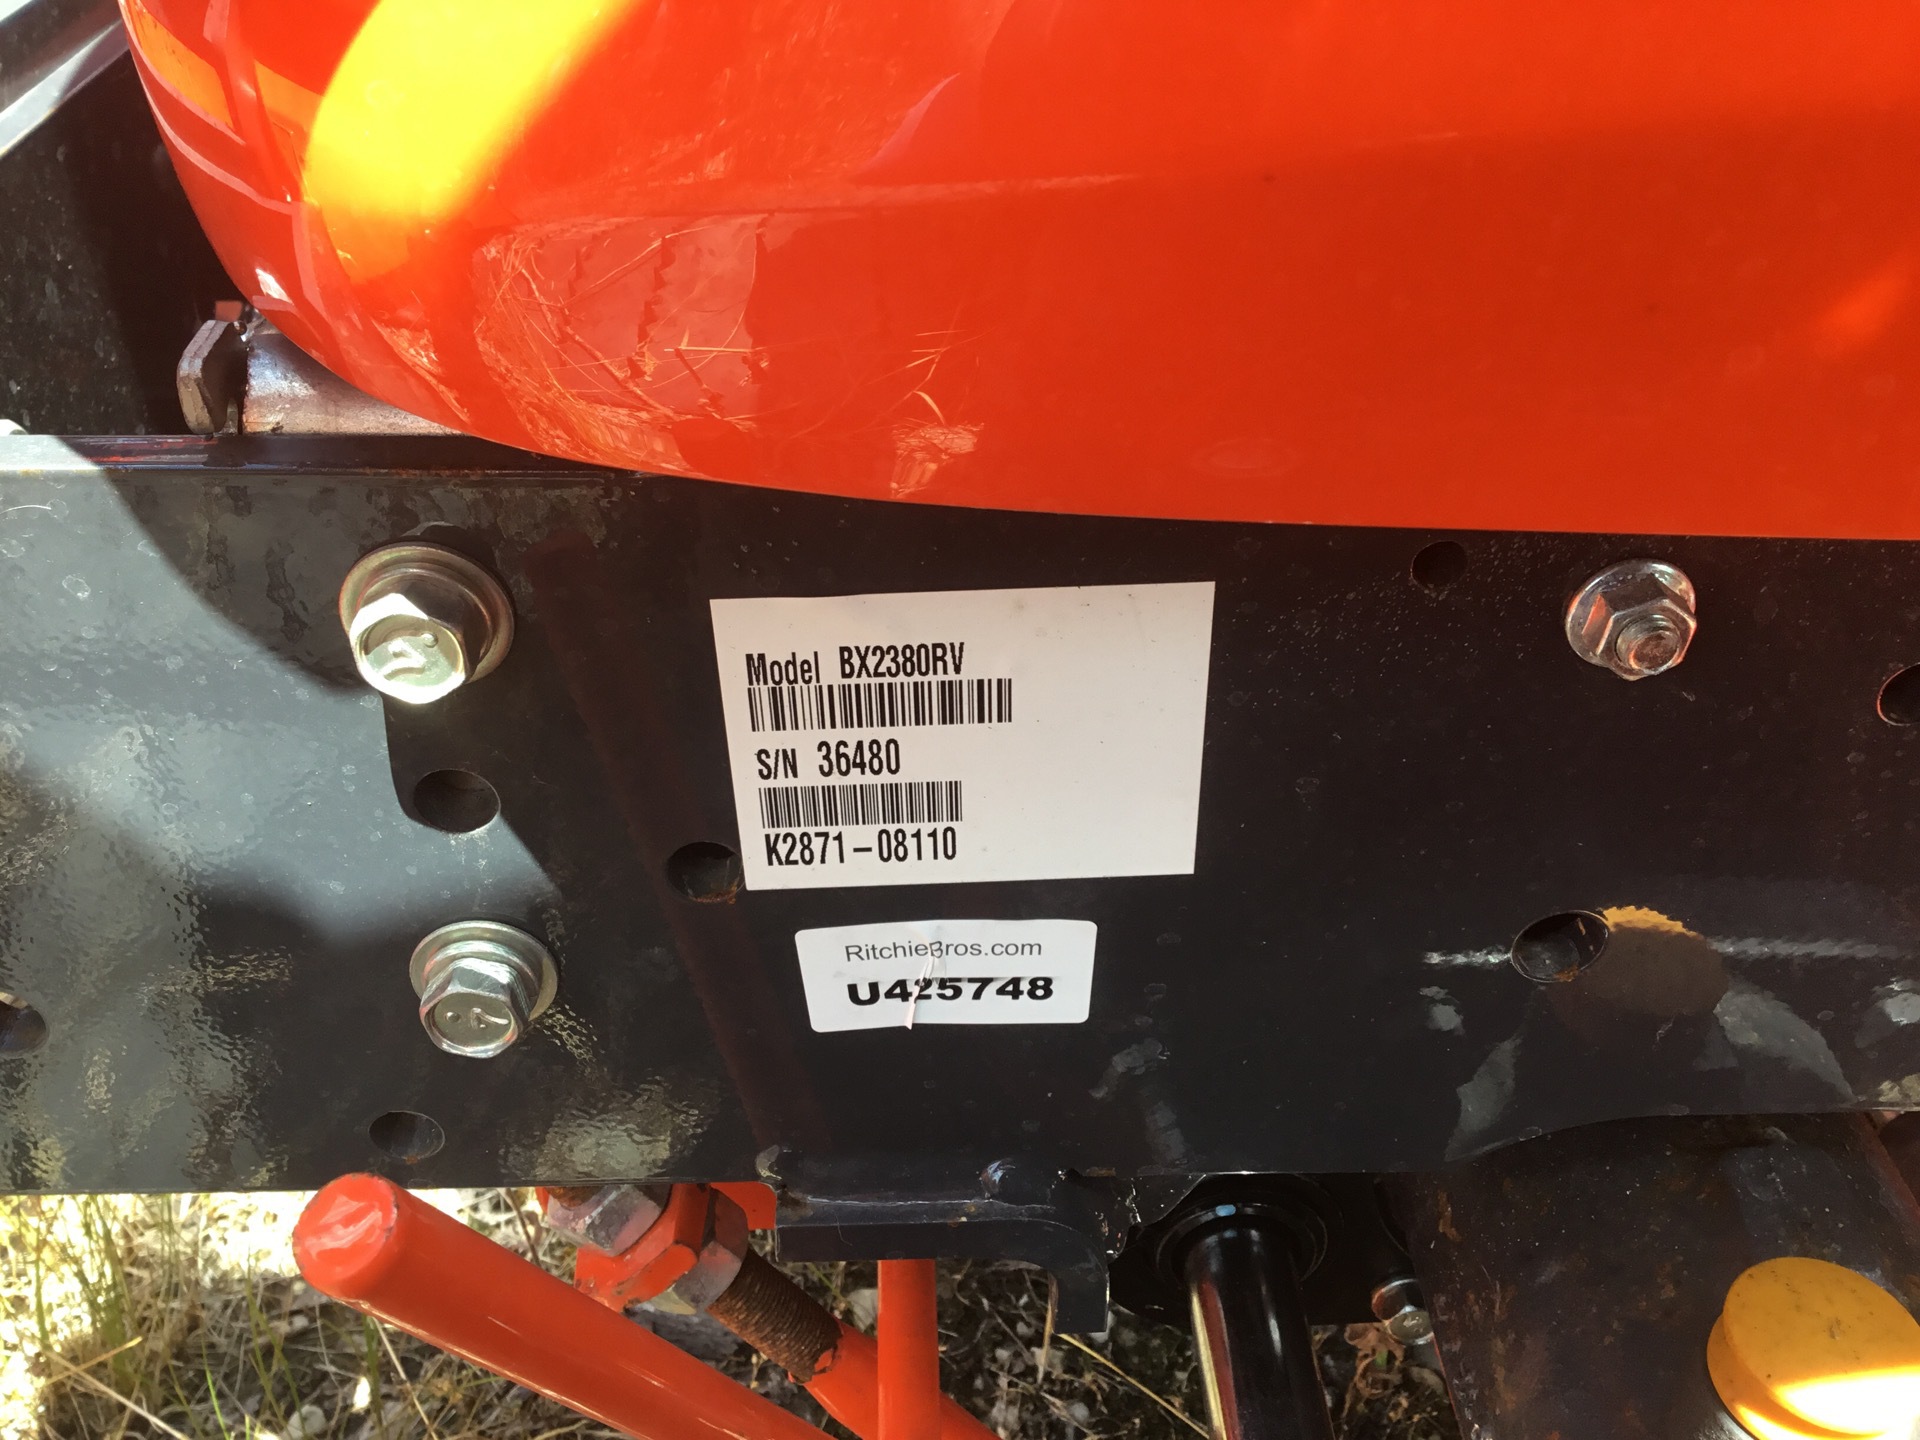 Model BX2380RV
S/N 36480
K2871-08110
RitchieBros.com
U425748